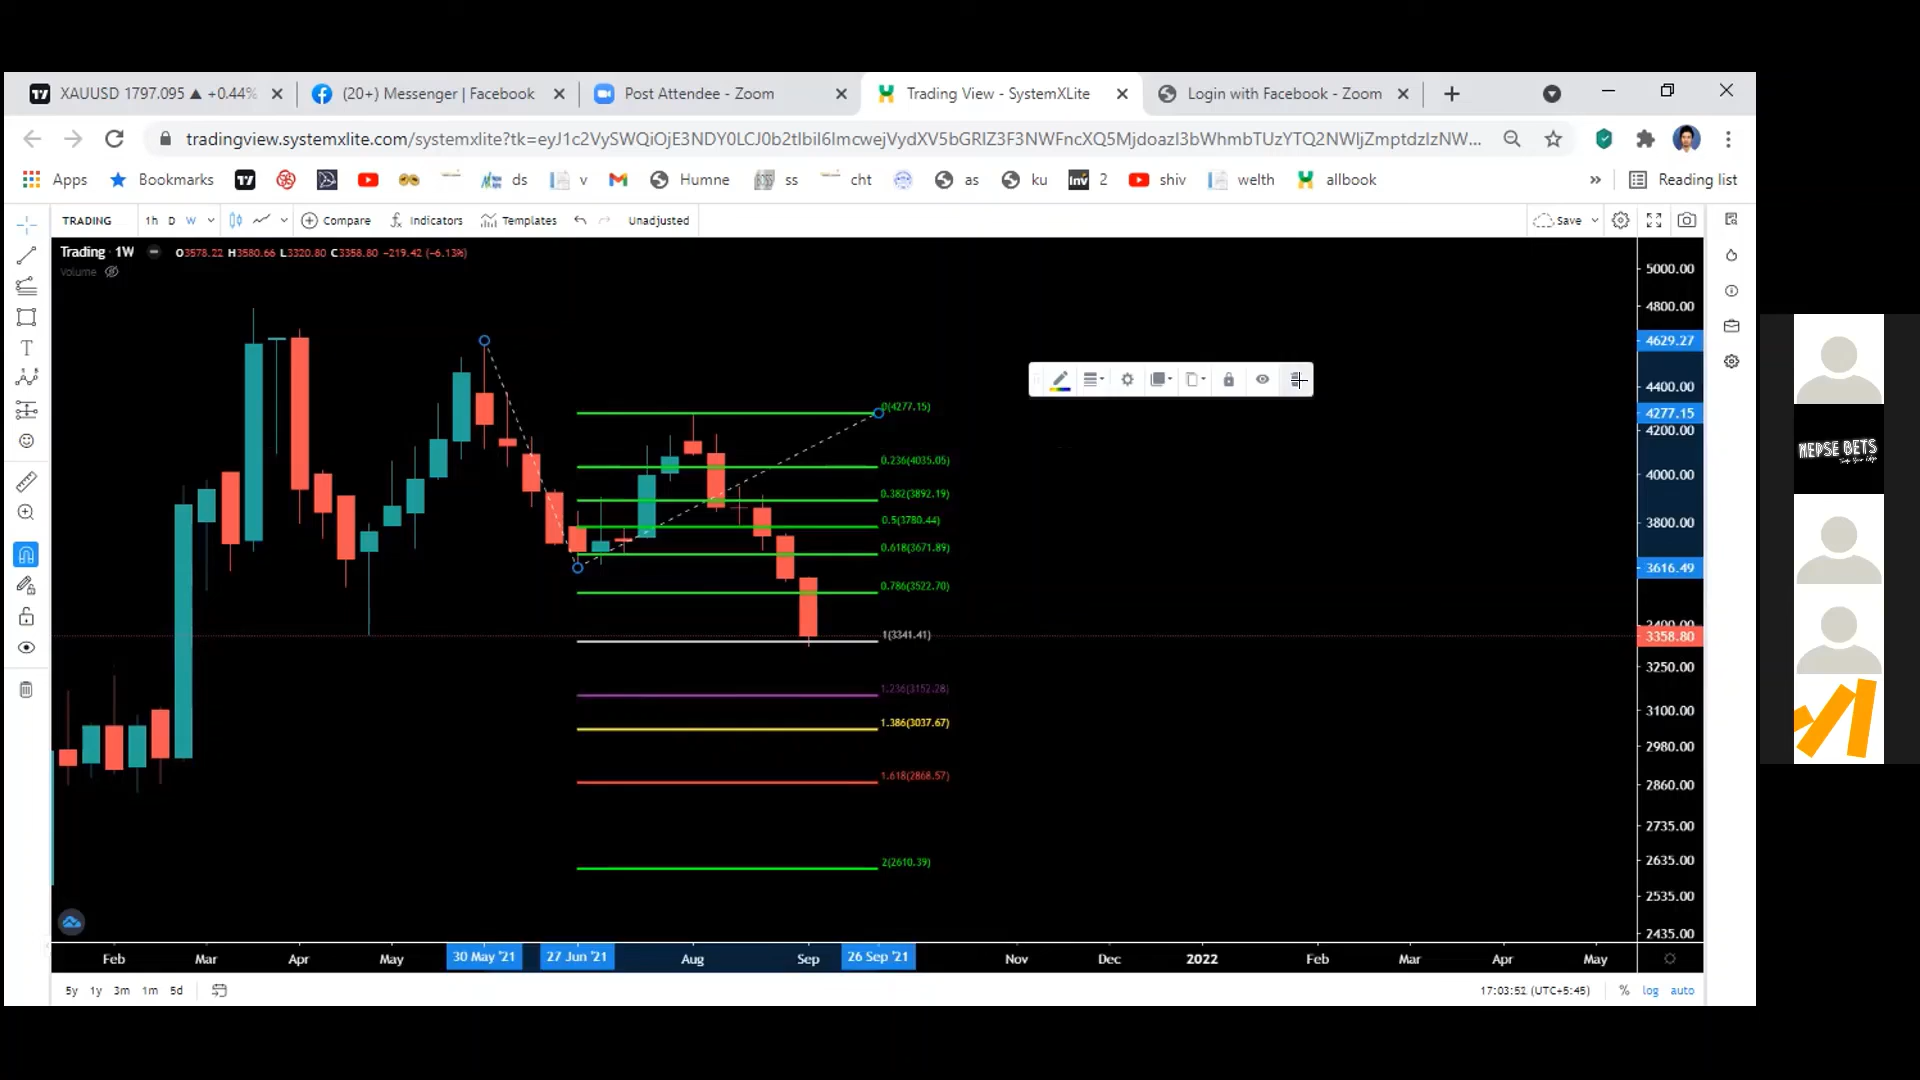 XAUUSD 1797.095 ▲ +0.44%
(20+) Messenger | Facebook
Post Attendee - Zoom
Trading View - SystemXLite
Login with Facebook - Zoom
Apps
Bookmarks
ds
v
Humne
ss
cht
as
ku
2
shiv
welth
allbook
Reading list
TRADING
1h D W
Compare
Indicators
Templates
Unadjusted
Save
Trading · 1W
O3578.22 H3580.66 L3320.80 C3358.80 −219.42 (−6.13%)
Volume
5000.00
4800.00
4629.27
4400.00
4277.15
4200.00
4000.00
3800.00
3616.49
3400.00
3358.80
3250.00
3100.00
2980.00
2860.00
2735.00
2635.00
2535.00
2435.00
0(4277.15)
0.236(4035.05)
0.382(3892.19)
0.5(3780.44)
0.618(3671.89)
0.786(3522.70)
1(3341.41)
1.236(3152.28)
1.386(3037.67)
1.618(2868.57)
2(2610.39)
NEPSE BETS
Feb Mar Apr May 30 May '21 27 Jun '21 Aug Sep 26 Sep '21 Nov Dec 2022 Feb Mar Apr May
5y 1y 3m 1m 5d
17:03:52 (UTC+5:45) % log auto